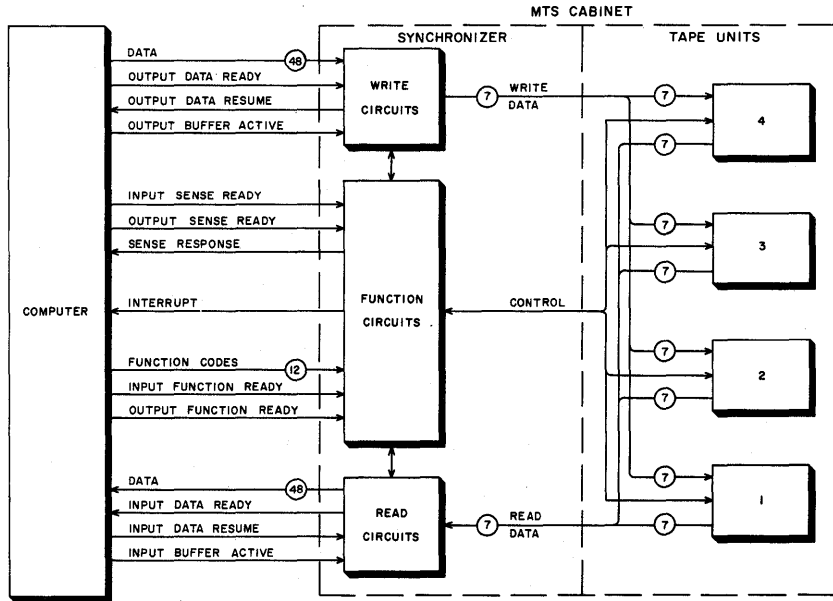 MTS CABINET
SYNCHRONIZER
TAPE UNITS
COMPUTER
DATA
48
OUTPUT DATA READY
OUTPUT DATA RESUME
OUTPUT BUFFER ACTIVE
WRITE
CIRCUITS
7
WRITE
DATA
INPUT SENSE READY
OUTPUT SENSE READY
SENSE RESPONSE
INTERRUPT
FUNCTION CODES
12
INPUT FUNCTION READY
OUTPUT FUNCTION READY
FUNCTION
CIRCUITS
CONTROL
DATA
48
INPUT DATA READY
INPUT DATA RESUME
INPUT BUFFER ACTIVE
READ
CIRCUITS
7
READ
DATA
7
7
4
7
7
3
7
7
2
7
7
1